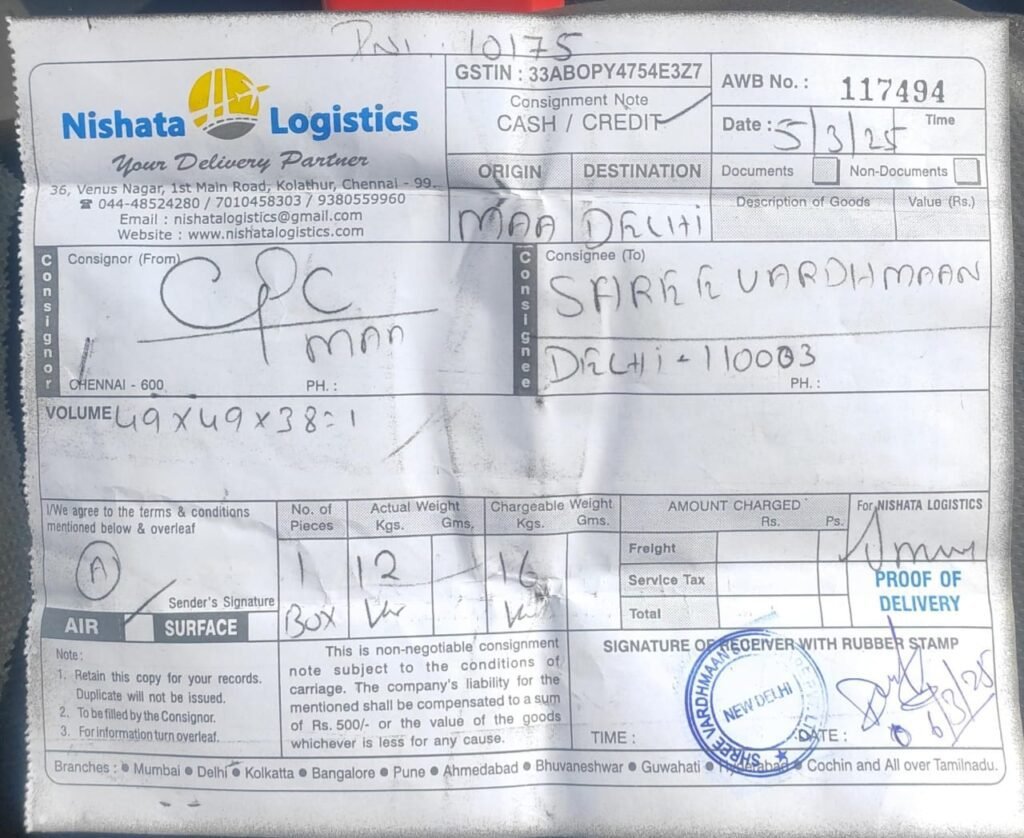 PNI. 10175
Nishata Logistics
Your Delivery Partner
36, Venus Nagar, 1st Main Road, Kolathur, Chennai - 99.
☎ 044-48524280 / 7010458303 / 9380559960
Email : nishatalogistics@gmail.com
Website : www.nishatalogistics.com
GSTIN : 33ABOPY4754E3Z7
Consignment Note
CASH / CREDIT ✓
AWB No. : 117494
Date : 5/3/25 Time
ORIGIN DESTINATION
MAA DELHI
Documents Non-Documents
Description of Goods Value (Rs.)
Consignor
Consignor (From)
CPC
MAA
CHENNAI - 600 PH. :
Consignee
Consignee (To)
SHREE VARDHMAAN
DELHI - 110003
PH. :
VOLUME 49 X 49 X 38 = 1
I/We agree to the terms & conditions
mentioned below & overleaf
A
Sender's Signature
AIR SURFACE
No. of Pieces
1
BOX
Actual Weight
Kgs. Gms.
12
Chargeable Weight
Kgs. Gms.
16
AMOUNT CHARGED
Rs. Ps.
Freight
Service Tax
Total
For NISHATA LOGISTICS
PROOF OF
DELIVERY
Note :
1. Retain this copy for your records.
Duplicate will not be issued.
2. To be filled by the Consignor.
3. For information turn overleaf.
This is non-negotiable consignment
note subject to the conditions of
carriage. The company's liability for the
mentioned shall be compensated to a sum
of Rs. 500/- or the value of the goods
whichever is less for any cause.
SIGNATURE OF RECEIVER WITH RUBBER STAMP
SHREE VARDHMAAN
NEW DELHI
6/3/25
TIME : DATE :
Branches : ● Mumbai ● Delhi ● Kolkatta ● Bangalore ● Pune ● Ahmedabad ● Bhuvaneshwar ● Guwahati ● Hyderabad ● Cochin and All over Tamilnadu.